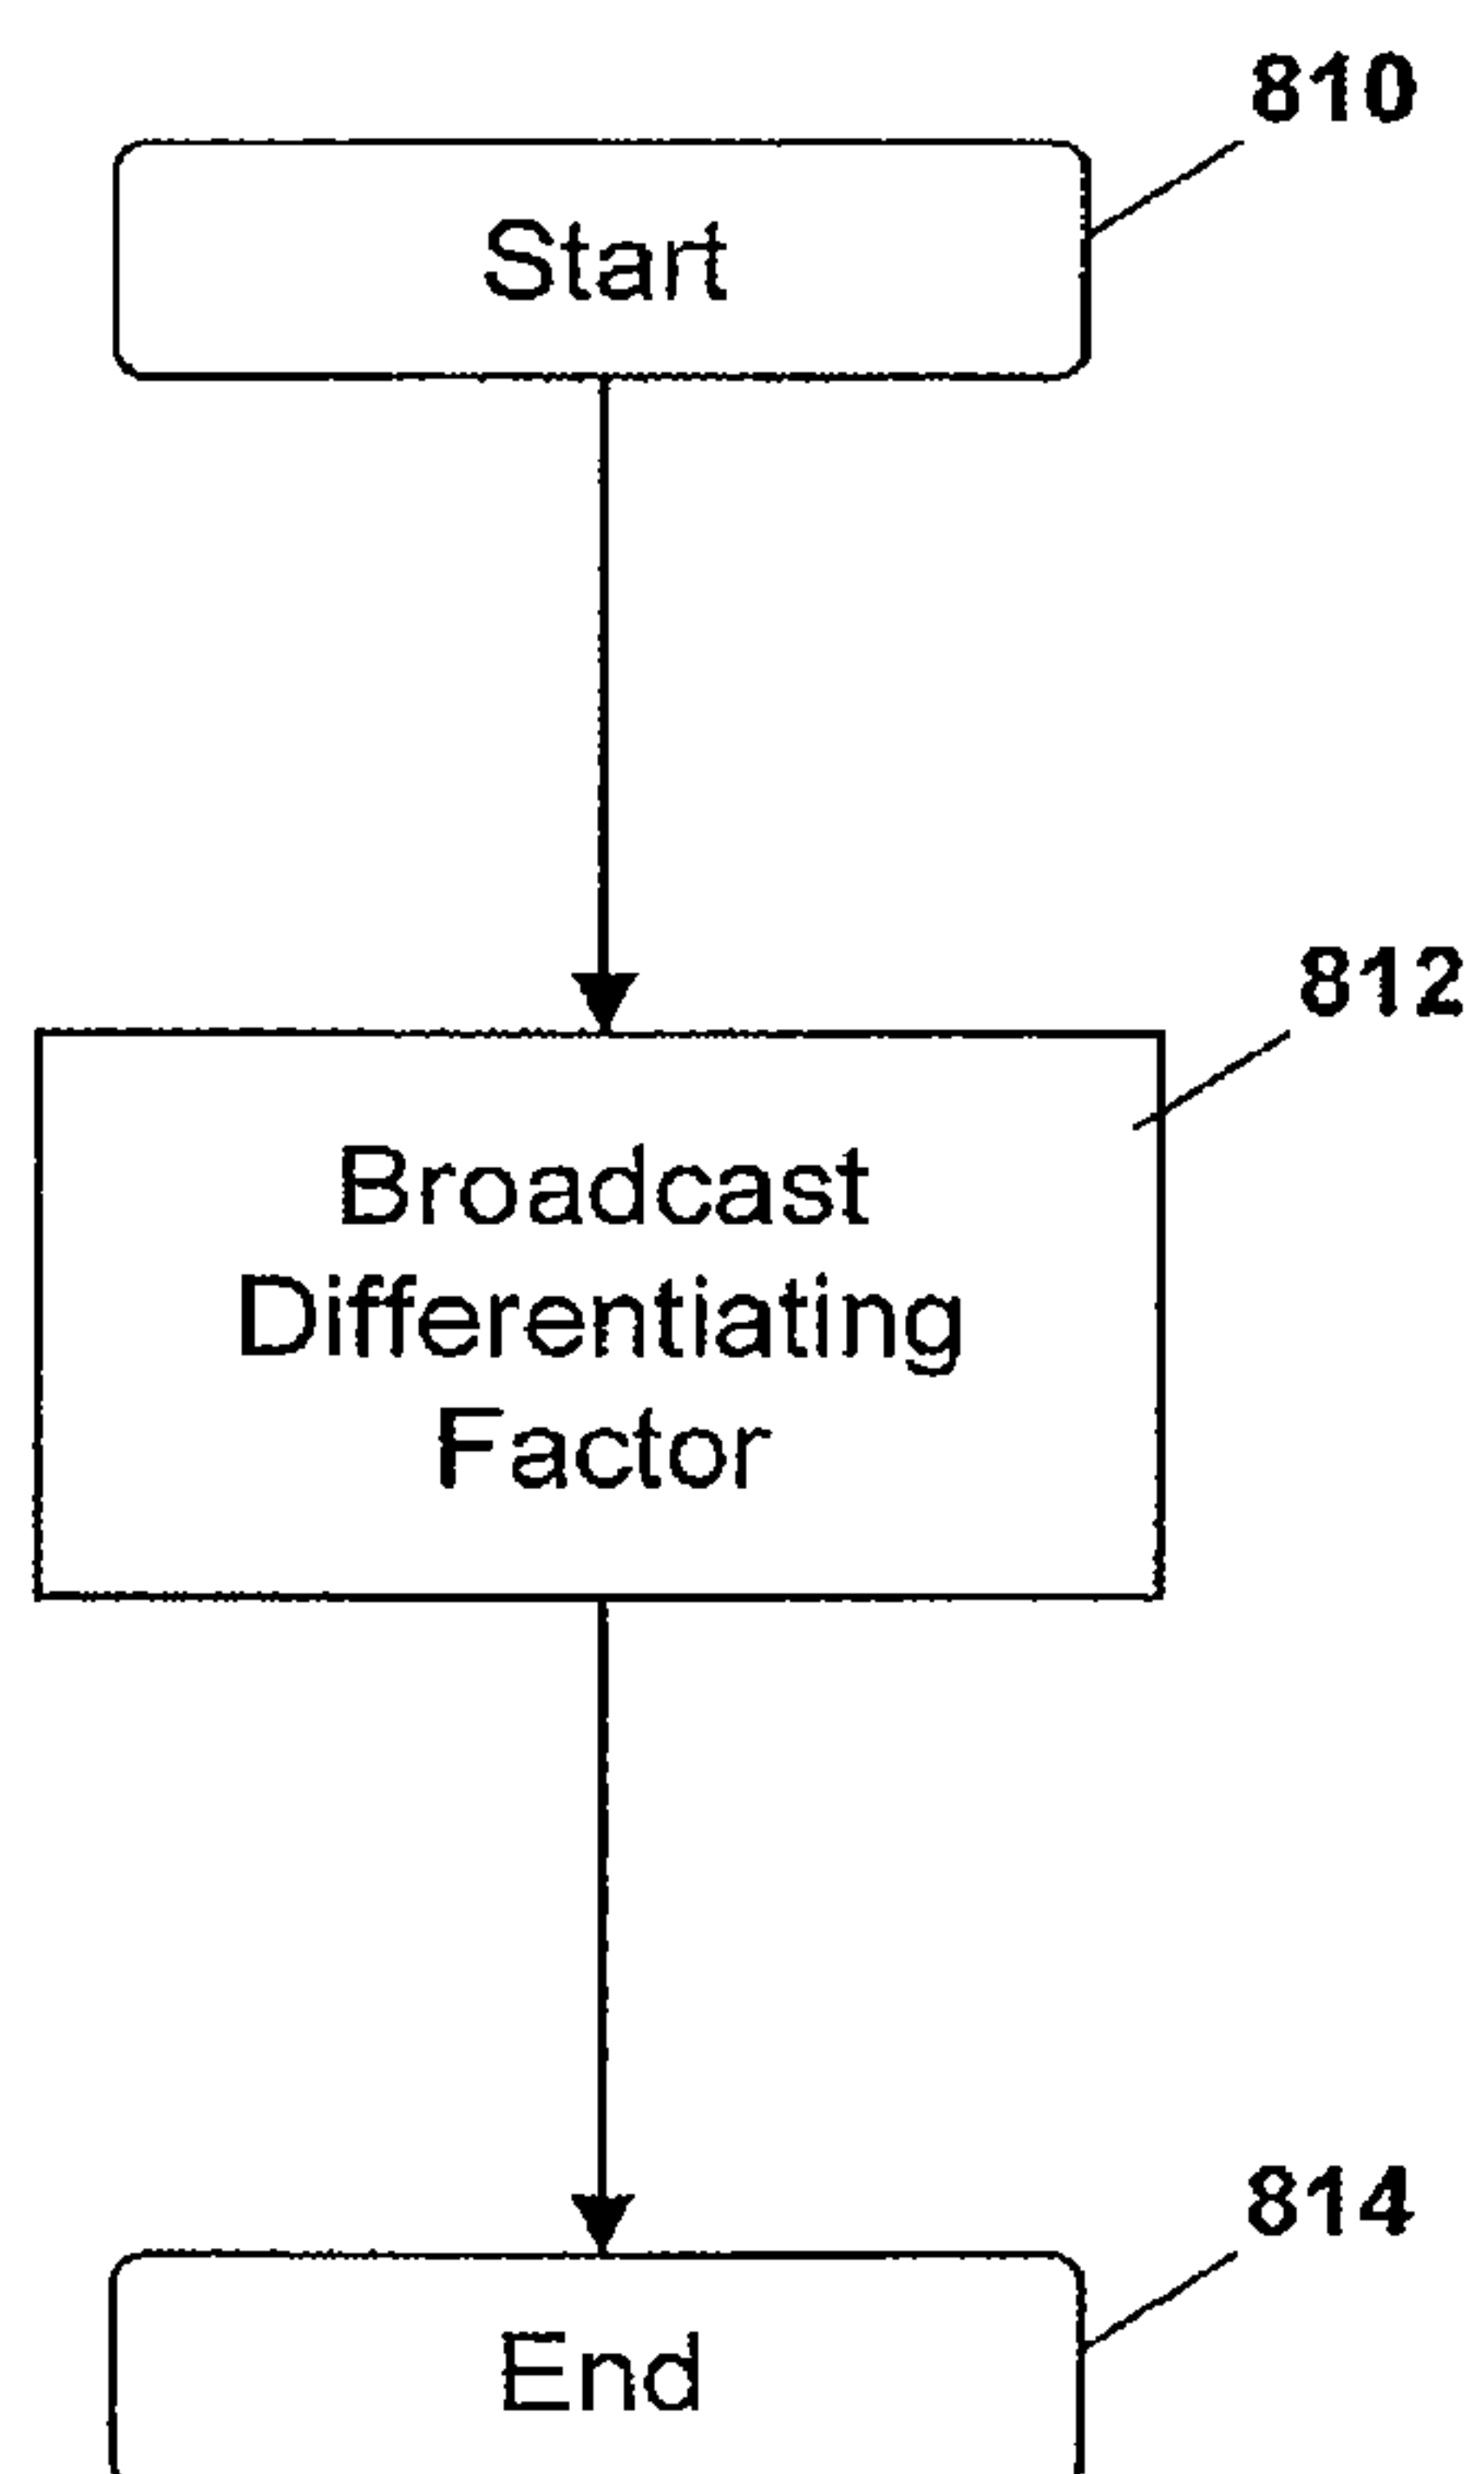 810
Start
812
Broadcast
Differentiating
Factor
814
End